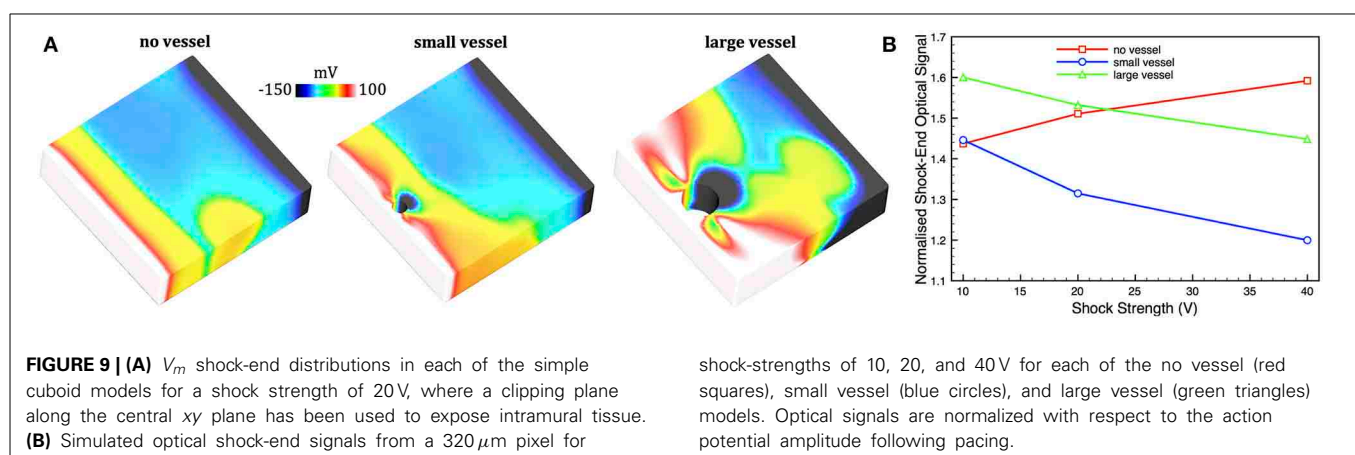 A
no vessel
small vessel
large vessel
mV
-150
100
B
Normalised Shock-End Optical Signal
1.7
1.6
1.5
1.4
1.3
1.2
1.1
no vessel
small vessel
large vessel
10 15 20 25 30 35 40
Shock Strength (V)
FIGURE 9 | (A) Vm shock-end distributions in each of the simple
cuboid models for a shock strength of 20 V, where a clipping plane
along the central xy plane has been used to expose intramural tissue.
(B) Simulated optical shock-end signals from a 320 μm pixel for
shock-strengths of 10, 20, and 40 V for each of the no vessel (red
squares), small vessel (blue circles), and large vessel (green triangles)
models. Optical signals are normalized with respect to the action
potential amplitude following pacing.